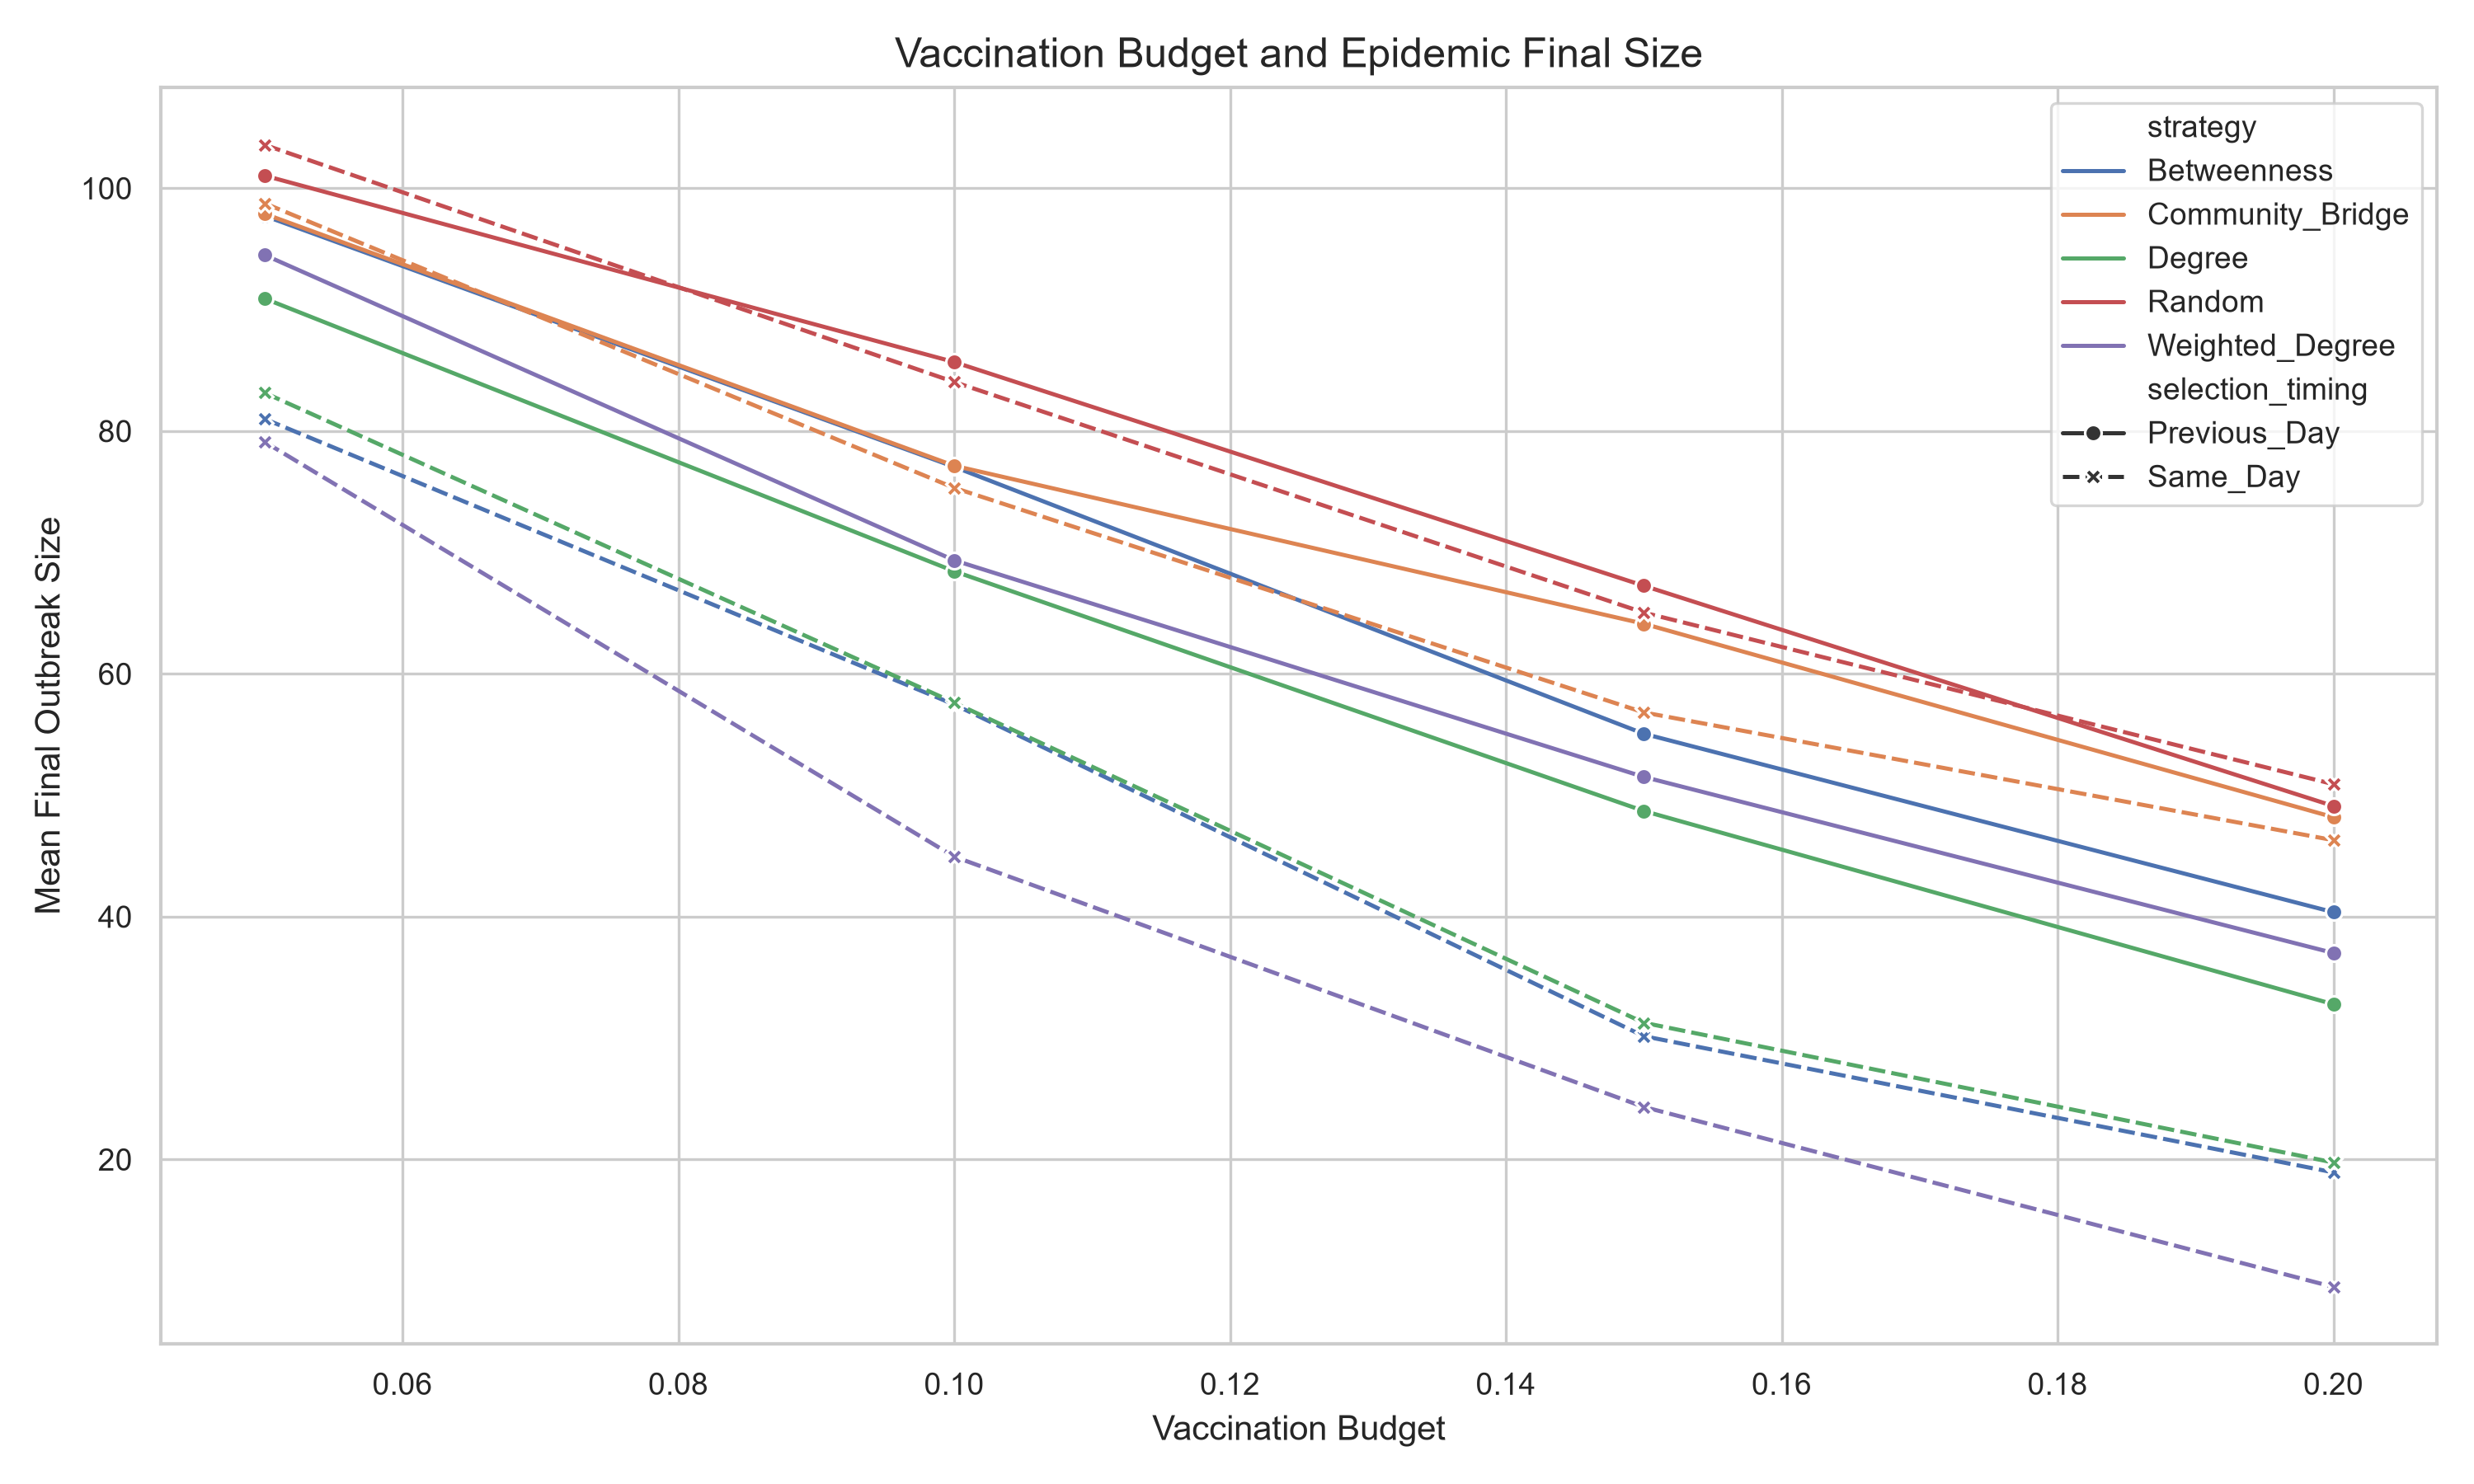 Vaccination Budget and Epidemic Final Size
strategy
Betweenness
Community_Bridge
Degree
Random
Weighted_Degree
selection_timing
Previous_Day
Same_Day
Mean Final Outbreak Size
100
80
60
40
20
0.06 0.08 0.10 0.12 0.14 0.16 0.18 0.20
Vaccination Budget